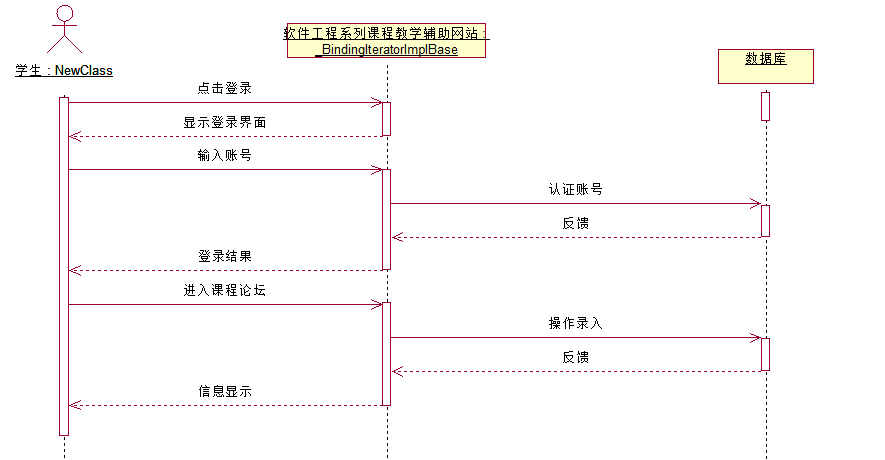 软件工程系列课程教学辅助网站：
_BindingIteratorImplBase
数据库
学生：NewClass
点击登录
显示登录界面
输入账号
认证账号
反馈
登录结果
进入课程论坛
操作录入
反馈
信息显示